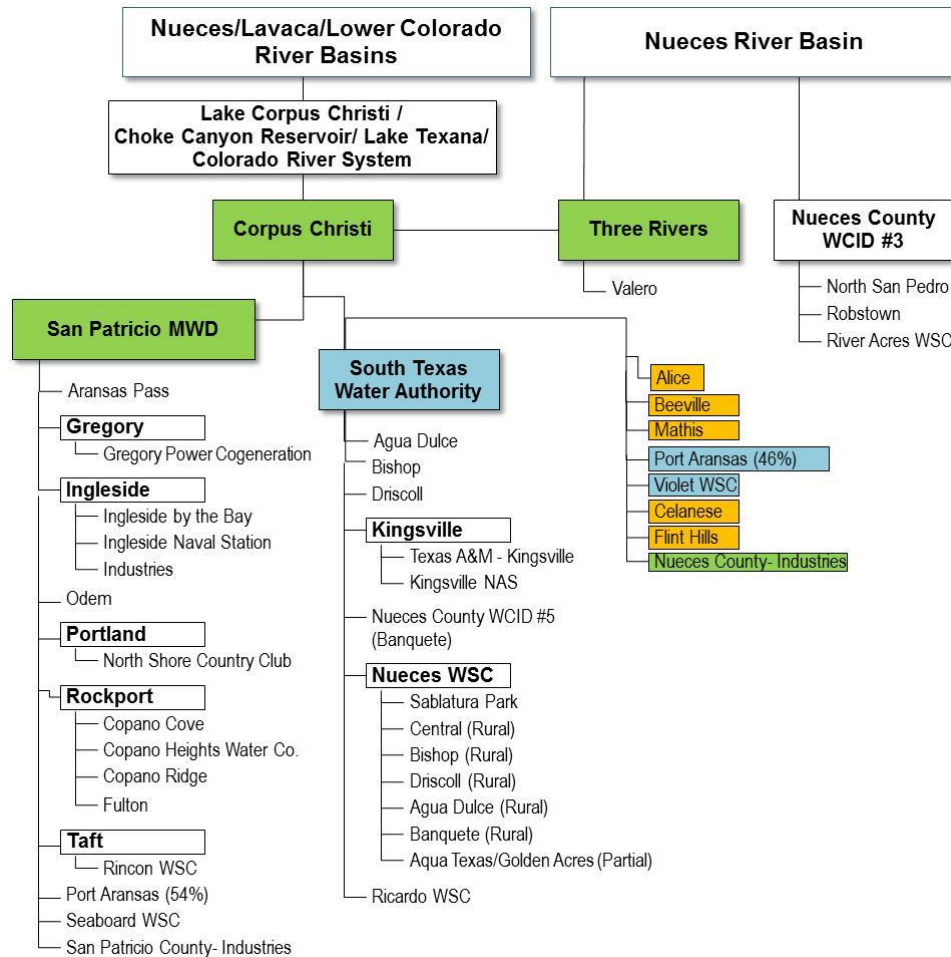 Nueces/Lavaca/Lower Colorado
River Basins
Nueces River Basin
Lake Corpus Christi /
Choke Canyon Reservoir/ Lake Texana/
Colorado River System
Corpus Christi
Three Rivers
Nueces County
WCID #3
Valero
North San Pedro
Robstown
River Acres WSC
San Patricio MWD
Aransas Pass
Gregory
Gregory Power Cogeneration
Ingleside
Ingleside by the Bay
Ingleside Naval Station
Industries
Odem
Portland
North Shore Country Club
Rockport
Copano Cove
Copano Heights Water Co.
Copano Ridge
Fulton
Taft
Rincon WSC
Port Aransas (54%)
Seaboard WSC
San Patricio County- Industries
South Texas
Water Authority
Agua Dulce
Bishop
Driscoll
Kingsville
Texas A&M - Kingsville
Kingsville NAS
Nueces County WCID #5
(Banquete)
Nueces WSC
Sablatura Park
Central (Rural)
Bishop (Rural)
Driscoll (Rural)
Agua Dulce (Rural)
Banquete (Rural)
Aqua Texas/Golden Acres (Partial)
Ricardo WSC
Alice
Beeville
Mathis
Port Aransas (46%)
Violet WSC
Celanese
Flint Hills
Nueces County- Industries